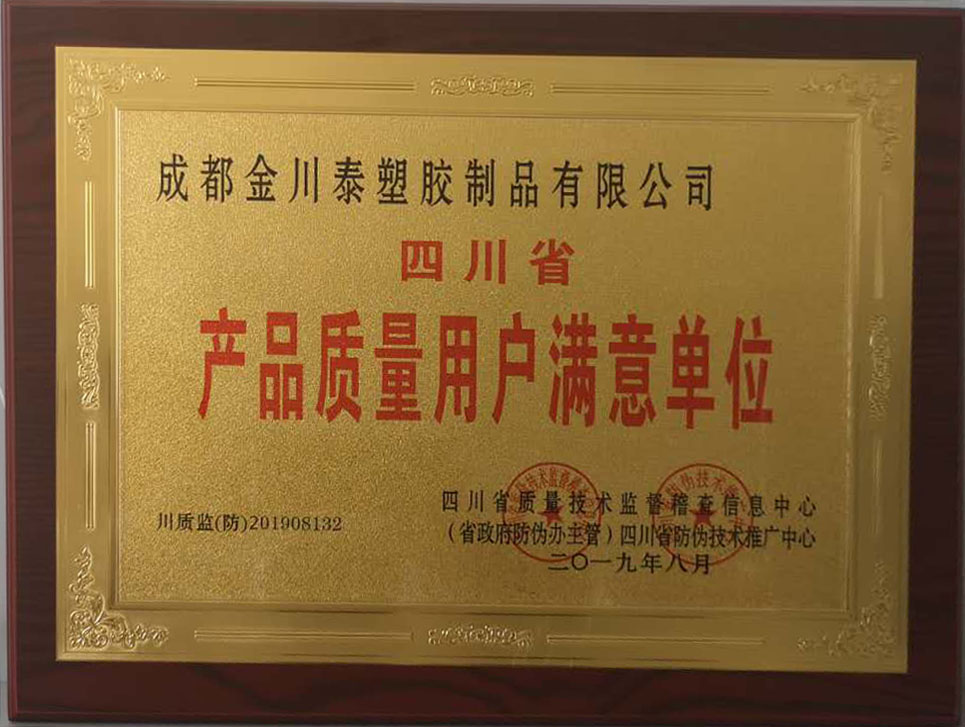 成都金川泰塑胶制品有限公司
四川省
产品质量用户满意单位
川质监(防)201908132
四川省质量技术监督稽查信息中心
(省政府防伪办主管)四川省防伪技术推广中心
二〇一九年八月